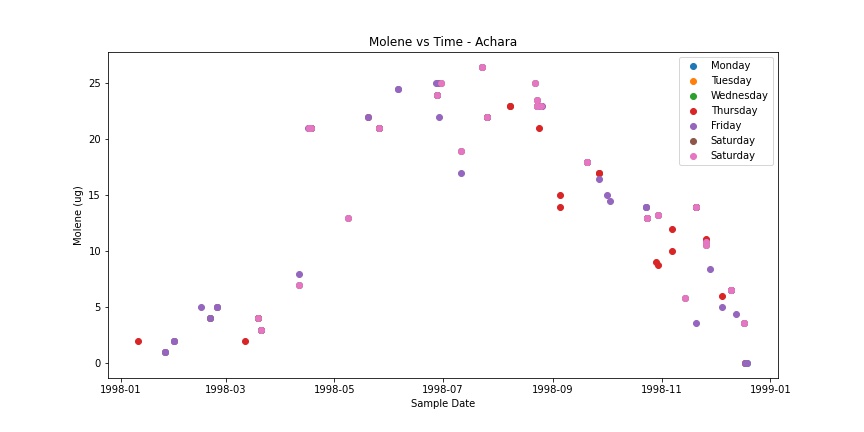 Molene vs Time - Achara
Monday
Tuesday
Wednesday
Thursday
Friday
Saturday
Saturday
Molene (ug)
25
20
15
10
5
0
1998-01
1998-03
1998-05
1998-07
1998-09
1998-11
1999-01
Sample Date